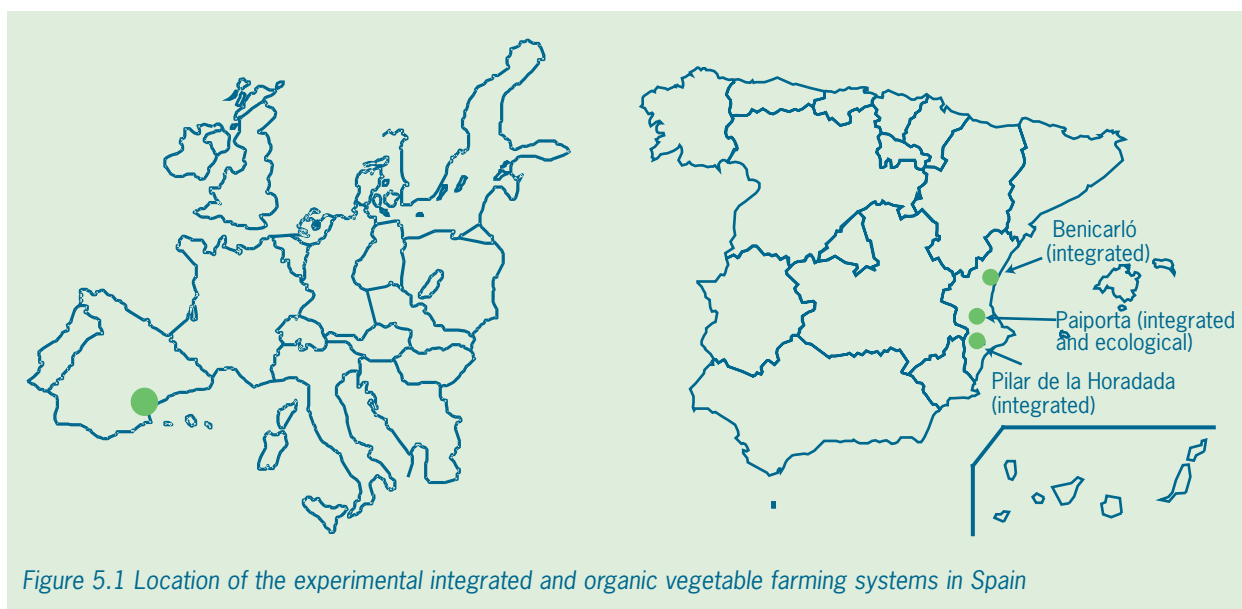 Benicarló
(integrated)
Paiporta (integrated
and ecological)
Pilar de la Horadada
(integrated)
Figure 5.1 Location of the experimental integrated and organic vegetable farming systems in Spain